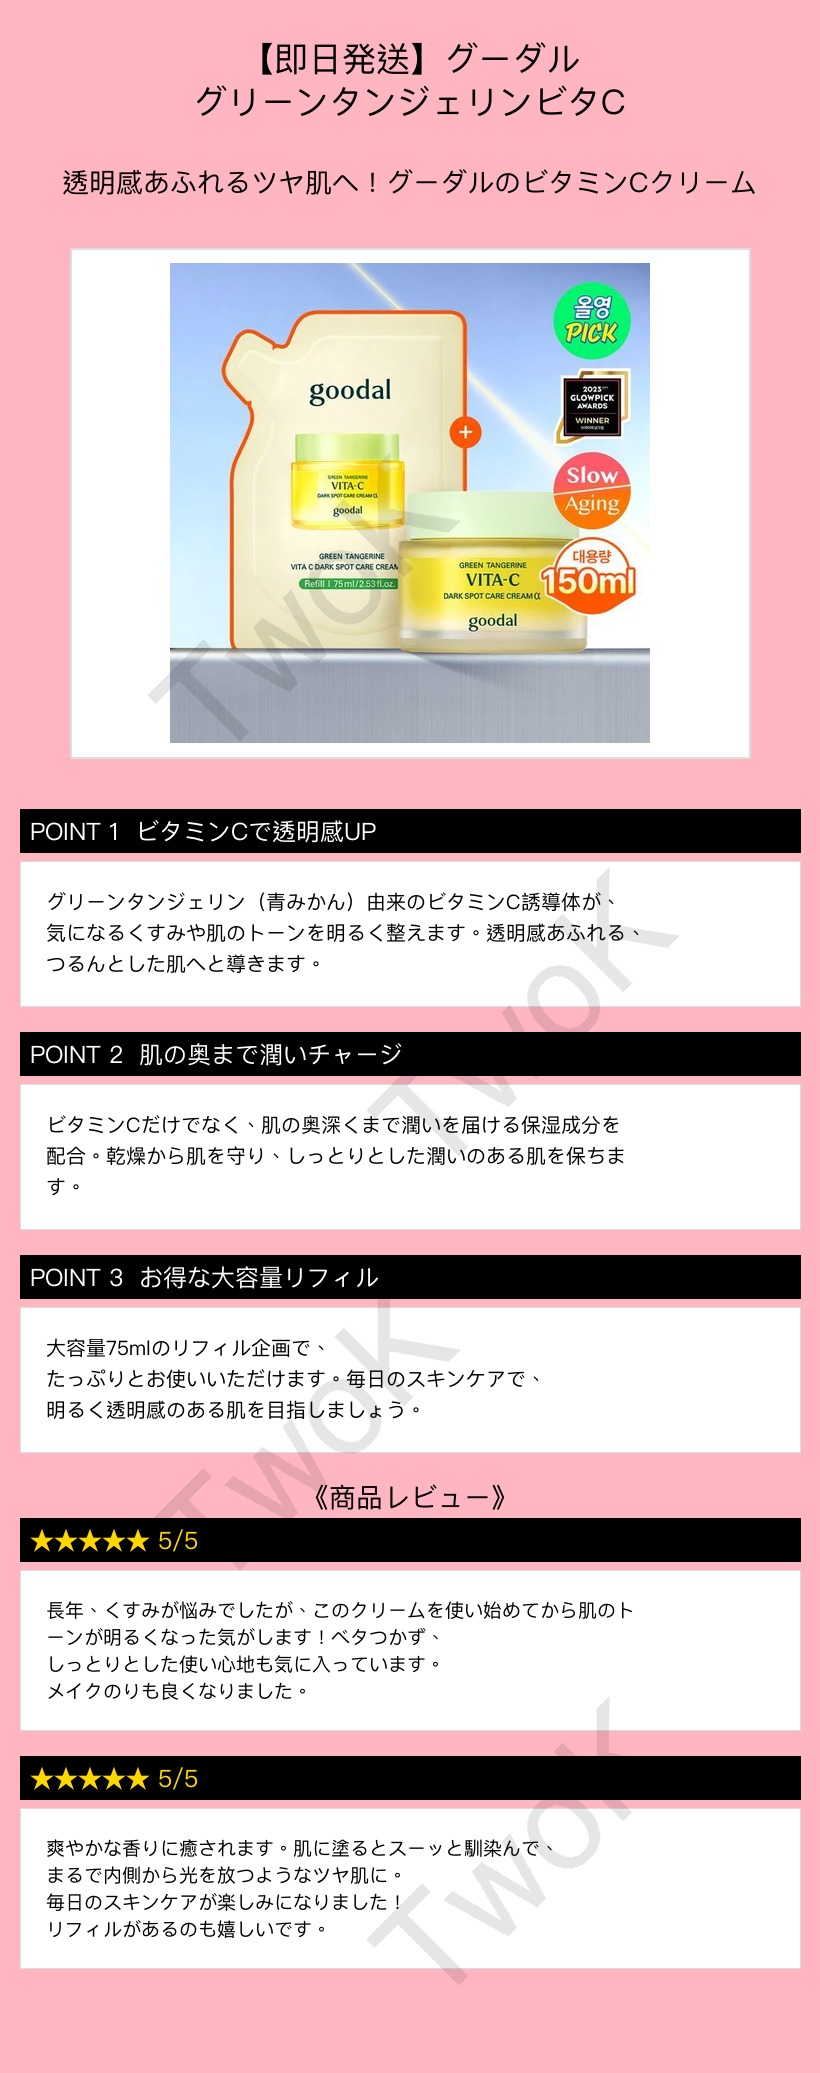 【即日発送】グーダル
グリーンタンジェリンビタC
透明感あふれるツヤ肌へ！グーダルのビタミンCクリーム
goodal
GREEN TANGERINE
VITA·C
DARK SPOT CARE CREAM α
goodal
GREEN TANGERINE
VITA C DARK SPOT CARE CREAM
Refill | 75ml/2.53fl.oz.
+
GREEN TANGERINE
VITA·C
DARK SPOT CARE CREAM α
goodal
올영
PICK
2023
GLOWPICK
AWARDS
WINNER
Slow
Aging
대용량
150ml
TwoK
POINT 1 ビタミンCで透明感UP
グリーンタンジェリン（青みかん）由来のビタミンC誘導体が、
気になるくすみや肌のトーンを明るく整えます。透明感あふれる、
つるんとした肌へと導きます。
TwoK
POINT 2 肌の奥まで潤いチャージ
ビタミンCだけでなく、肌の奥深くまで潤いを届ける保湿成分を
配合。乾燥から肌を守り、しっとりとした潤いのある肌を保ちま
す。
POINT 3 お得な大容量リフィル
大容量75mlのリフィル企画で、
たっぷりとお使いいただけます。毎日のスキンケアで、
明るく透明感のある肌を目指しましょう。
TwoK
《商品レビュー》
★★★★★ 5/5
長年、くすみが悩みでしたが、このクリームを使い始めてから肌のト
ーンが明るくなった気がします！ベタつかず、
しっとりとした使い心地も気に入っています。
メイクのりも良くなりました。
★★★★★ 5/5
爽やかな香りに癒されます。肌に塗るとスーッと馴染んで、
まるで内側から光を放つようなツヤ肌に。
毎日のスキンケアが楽しみになりました！
リフィルがあるのも嬉しいです。
TwoK